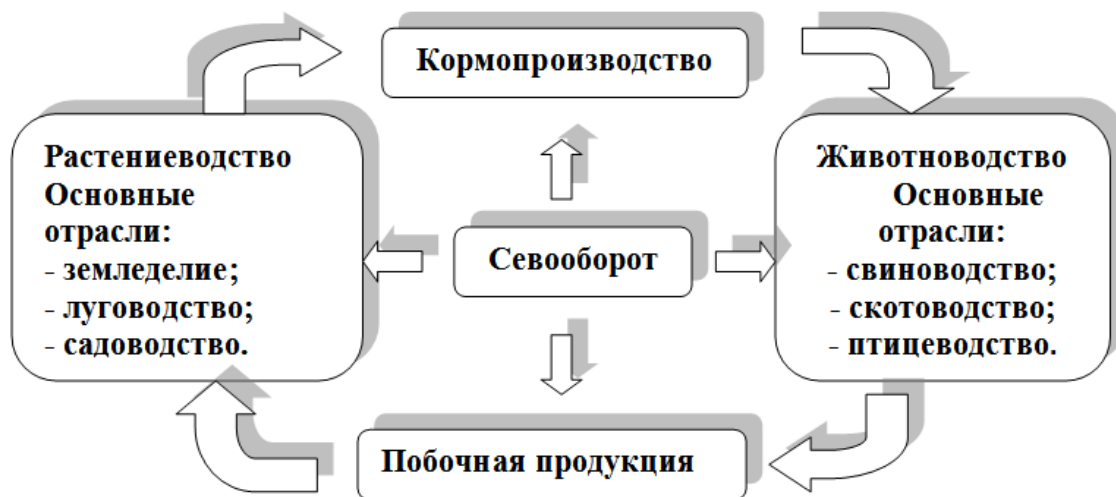 Кормопроизводство
Растениеводство
Основные
отрасли:
- земледелие;
- луговодство;
- садоводство.
Севооборот
Животноводство
Основные
отрасли:
- свиноводство;
- скотоводство;
- птицеводство.
Побочная продукция